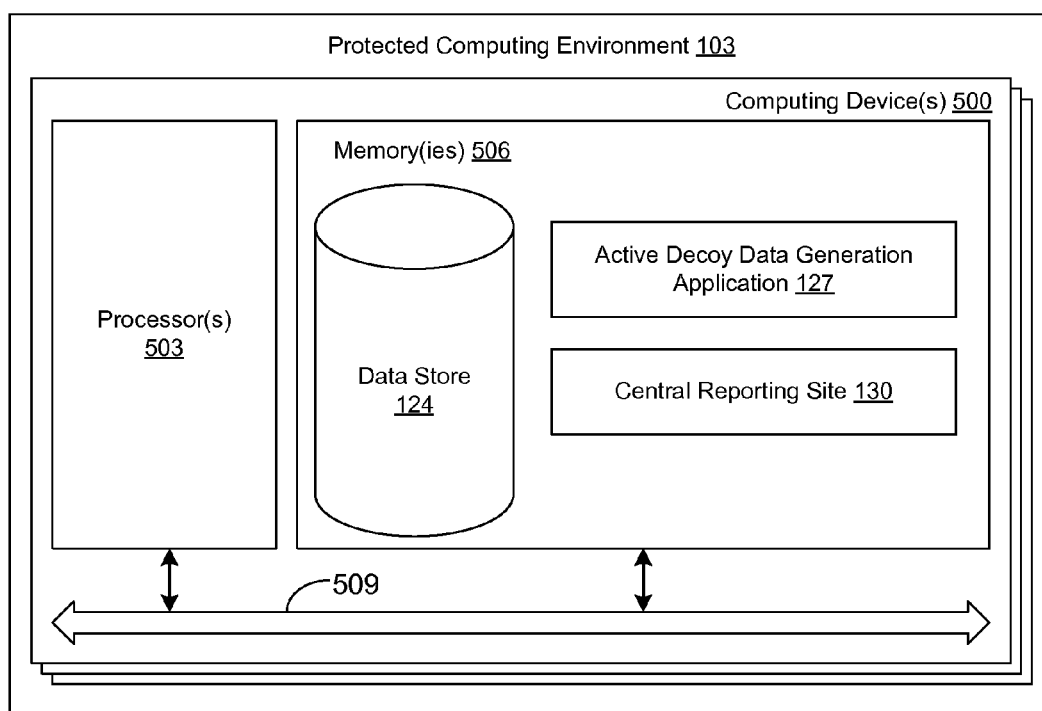 Protected Computing Environment 103
Computing Device(s) 500
Memory(ies) 506
Processor(s)
503
Data Store
124
Active Decoy Data Generation
Application 127
Central Reporting Site 130
509